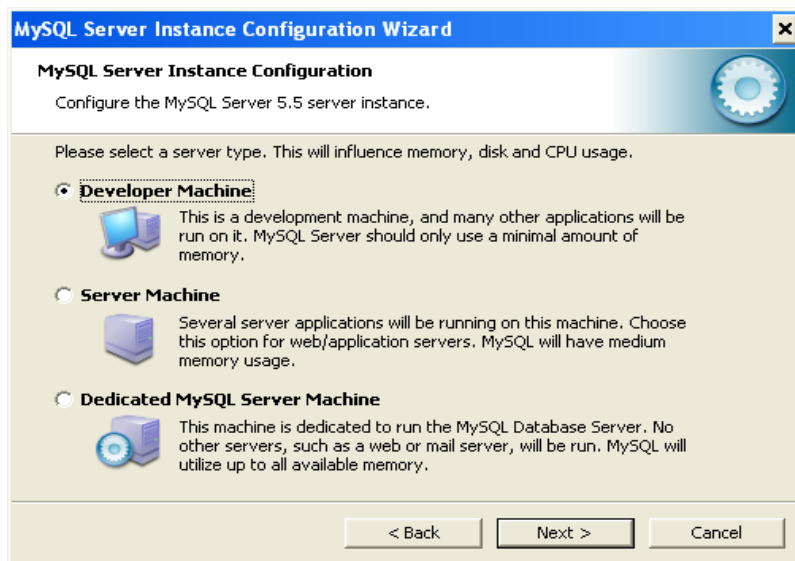 MySQL Server Instance Configuration Wizard
MySQL Server Instance Configuration
Configure the MySQL Server 5.5 server instance.
Please select a server type. This will influence memory, disk and CPU usage.
Developer Machine
This is a development machine, and many other applications will be
run on it. MySQL Server should only use a minimal amount of
memory.
Server Machine
Several server applications will be running on this machine. Choose
this option for web/application servers. MySQL will have medium
memory usage.
Dedicated MySQL Server Machine
This machine is dedicated to run the MySQL Database Server. No
other servers, such as a web or mail server, will be run. MySQL will
utilize up to all available memory.
< Back Next > Cancel